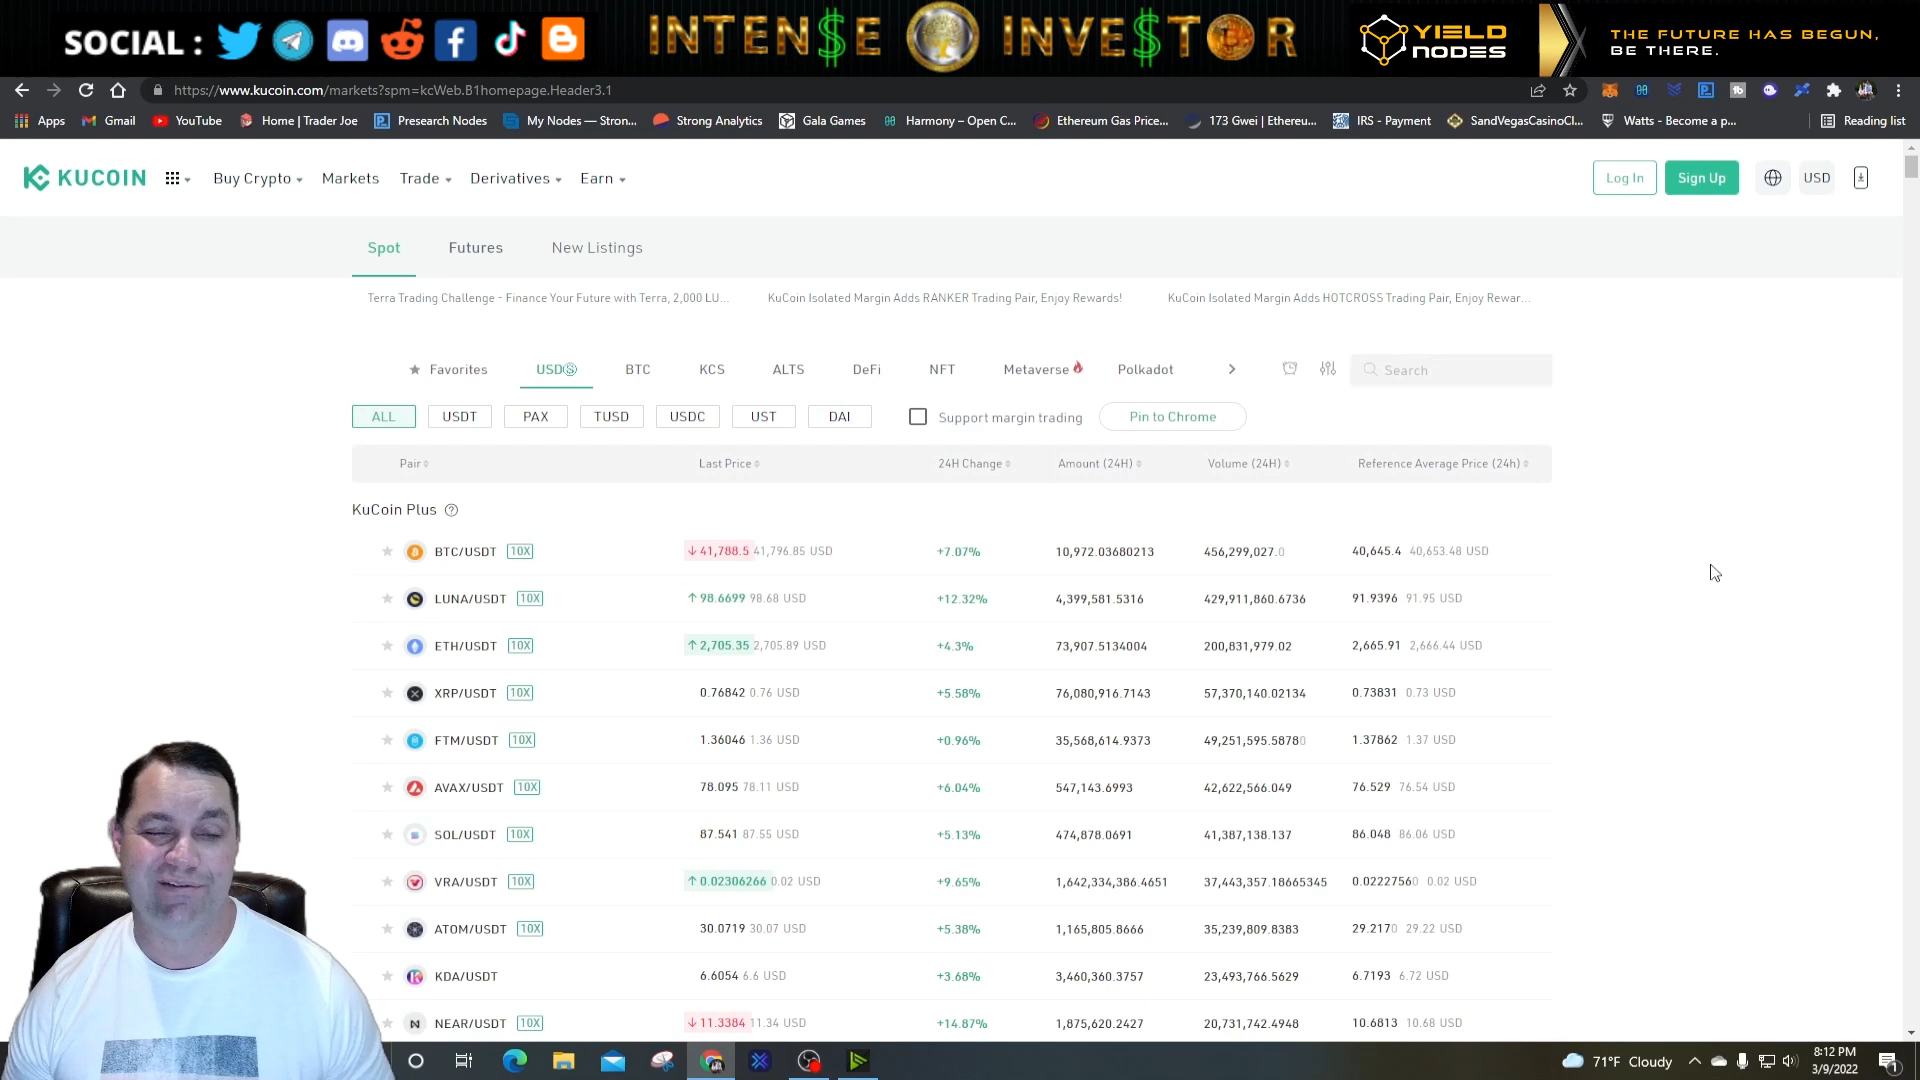 SOCIAL :
INTEN$E INVE$TOR
YIELD NODES
THE FUTURE HAS BEGUN,
BE THERE.
https://www.kucoin.com/markets?spm=kcWeb.B1homepage.Header3.1
Apps Gmail YouTube Home | Trader Joe Presearch Nodes My Nodes — Stron... Strong Analytics Gala Games Harmony – Open C... Ethereum Gas Price... 173 Gwei | Ethereu... IRS - Payment SandVegasCasinoCl... Watts - Become a p... Reading list
KUCOIN Buy Crypto Markets Trade Derivatives Earn Log In Sign Up USD
Spot Futures New Listings
Terra Trading Challenge - Finance Your Future with Terra, 2,000 LU... KuCoin Isolated Margin Adds RANKER Trading Pair, Enjoy Rewards! KuCoin Isolated Margin Adds HOTCROSS Trading Pair, Enjoy Rewar...
Favorites USDⓈ BTC KCS ALTS DeFi NFT Metaverse Polkadot Search
ALL USDT PAX TUSD USDC UST DAI Support margin trading Pin to Chrome
Pair Last Price 24H Change Amount (24H) Volume (24H) Reference Average Price (24h)
KuCoin Plus
BTC/USDT 10X 41,788.5 41,796.85 USD +7.07% 10,972.03680213 456,299,027.0 40,645.4 40,653.48 USD
LUNA/USDT 10X 98.6699 98.68 USD +12.32% 4,399,581.5316 429,911,860.6736 91.9396 91.95 USD
ETH/USDT 10X 2,705.35 2,705.89 USD +4.3% 73,907.5134004 200,831,979.02 2,665.91 2,666.44 USD
XRP/USDT 10X 0.76842 0.76 USD +5.58% 76,080,916.7143 57,370,140.02134 0.73831 0.73 USD
FTM/USDT 10X 1.36046 1.36 USD +0.96% 35,568,614.9373 49,251,595.58780 1.37862 1.37 USD
AVAX/USDT 10X 78.095 78.11 USD +6.04% 547,143.6993 42,622,566.049 76.529 76.54 USD
SOL/USDT 10X 87.541 87.55 USD +5.13% 474,878.0691 41,387,138.137 86.048 86.06 USD
VRA/USDT 10X 0.02306266 0.02 USD +9.65% 1,642,334,386.4651 37,443,357.18665345 0.02227560 0.02 USD
ATOM/USDT 10X 30.0719 30.07 USD +5.38% 1,165,805.8666 35,239,809.8383 29.2170 29.22 USD
KDA/USDT 6.6054 6.6 USD +3.68% 3,460,360.3757 23,493,766.5629 6.7193 6.72 USD
NEAR/USDT 10X 11.3384 11.34 USD +14.87% 1,875,620.2427 20,731,742.4948 10.6813 10.68 USD
71°F Cloudy
8:12 PM
3/9/2022
1